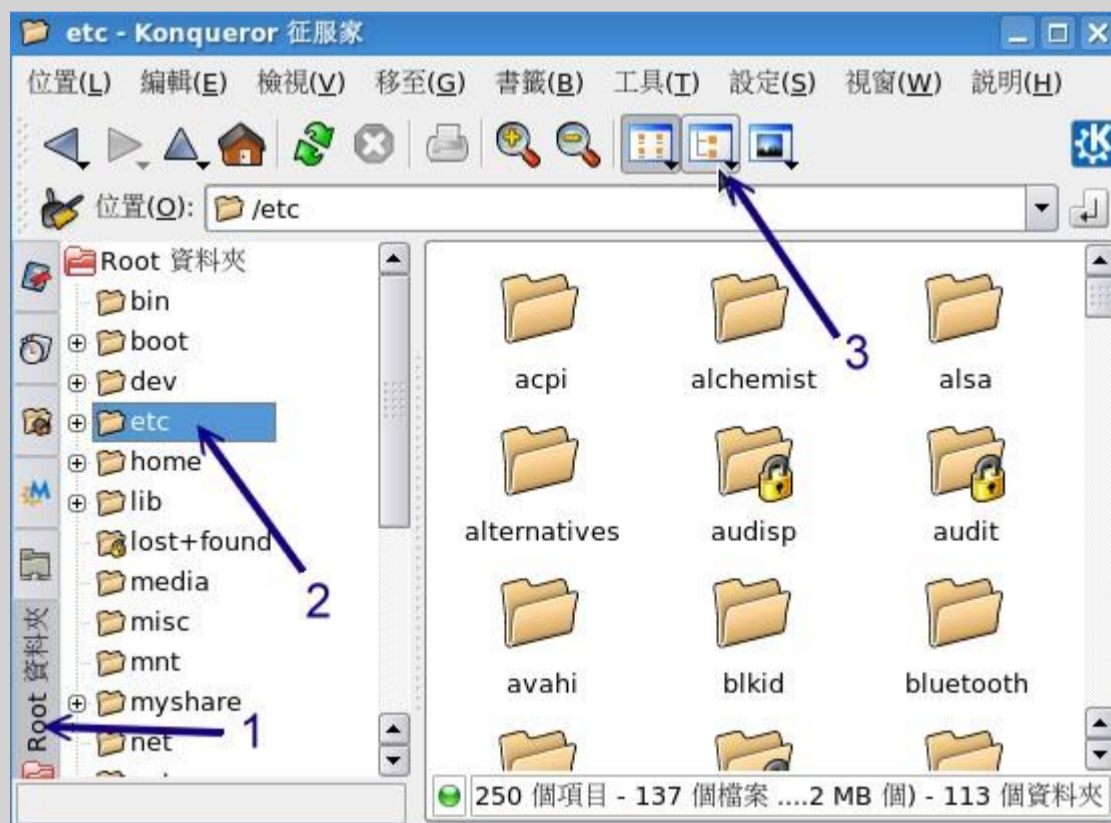 etc - Konqueror 征服家
位置(L) 編輯(E) 檢視(V) 移至(G) 書籤(B) 工具(T) 設定(S) 視窗(W) 説明(H)
位置(O): /etc
Root 資料夾
bin
boot
dev
etc
home
lib
lost+found
media
misc
mnt
myshare
net
Root 資料夾
1
2
3
acpi alchemist alsa
alternatives audisp audit
avahi blkid bluetooth
250 個項目 - 137 個檔案 ....2 MB 個) - 113 個資料夾